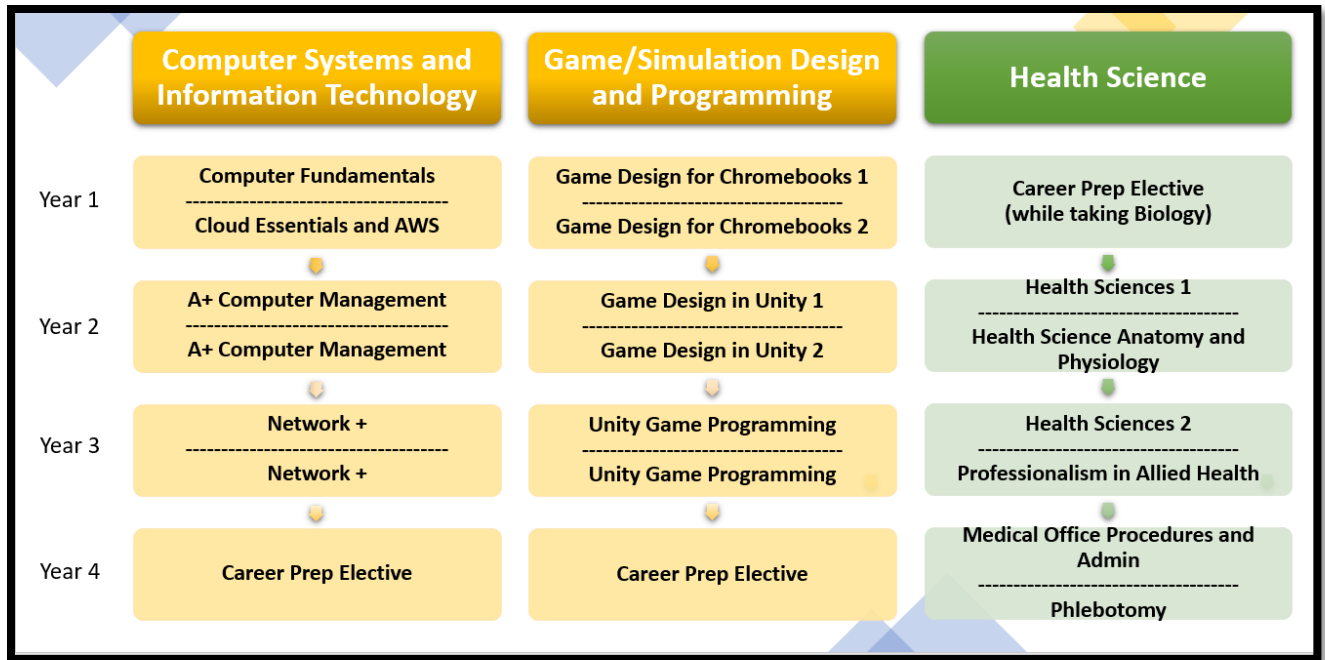 Computer Systems and
Information Technology
Game/Simulation Design
and Programming
Health Science
Year 1
Computer Fundamentals
-------------------------------------
Cloud Essentials and AWS
Game Design for Chromebooks 1
-------------------------------------
Game Design for Chromebooks 2
Career Prep Elective
(while taking Biology)
Year 2
A+ Computer Management
-------------------------------------
A+ Computer Management
Game Design in Unity 1
-------------------------------------
Game Design in Unity 2
Health Sciences 1
-------------------------------------
Health Science Anatomy and
Physiology
Year 3
Network +
-------------------------------------
Network +
Unity Game Programming
-------------------------------------
Unity Game Programming
Health Sciences 2
-------------------------------------
Professionalism in Allied Health
Year 4
Career Prep Elective
Career Prep Elective
Medical Office Procedures and
Admin
-------------------------------------
Phlebotomy